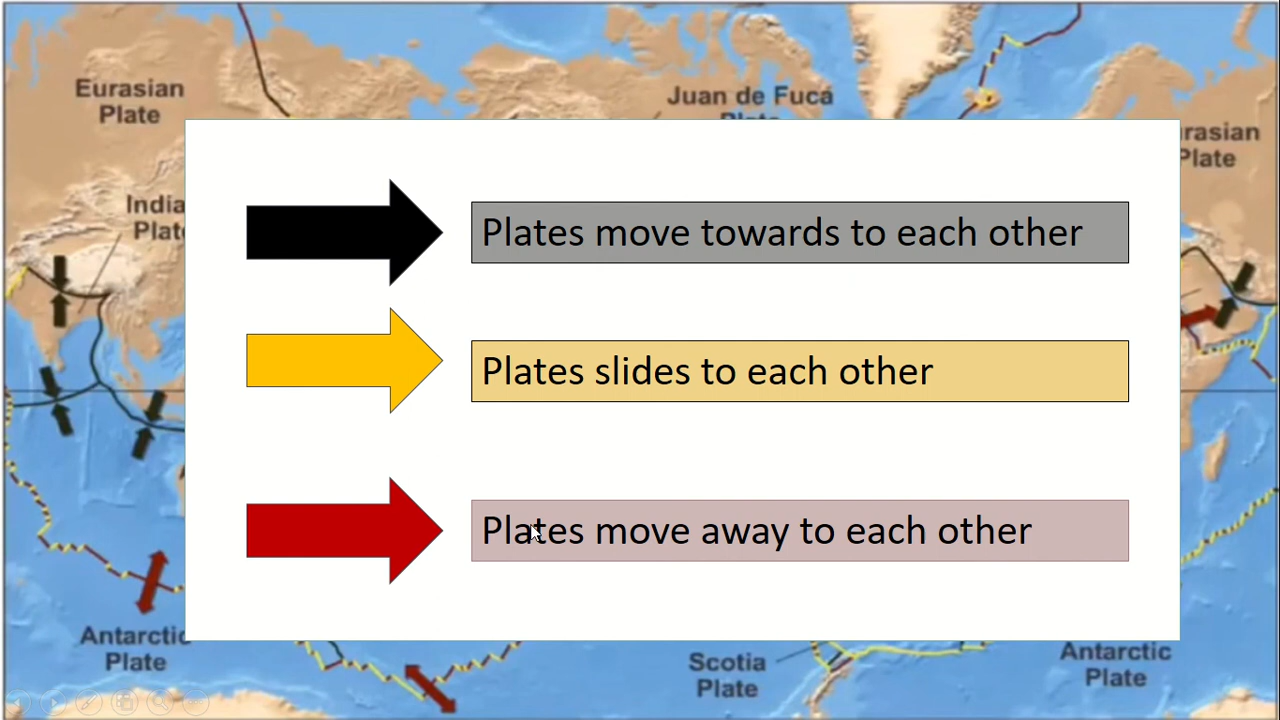 Eurasian
Plate
Juan de Fuca
Plate
rasian
Plate
India
Plat
Plates move towards to each other
Plates slides to each other
Plates move away to each other
Antarctic
Plate
Scotia
Plate
Antarctic
Plate